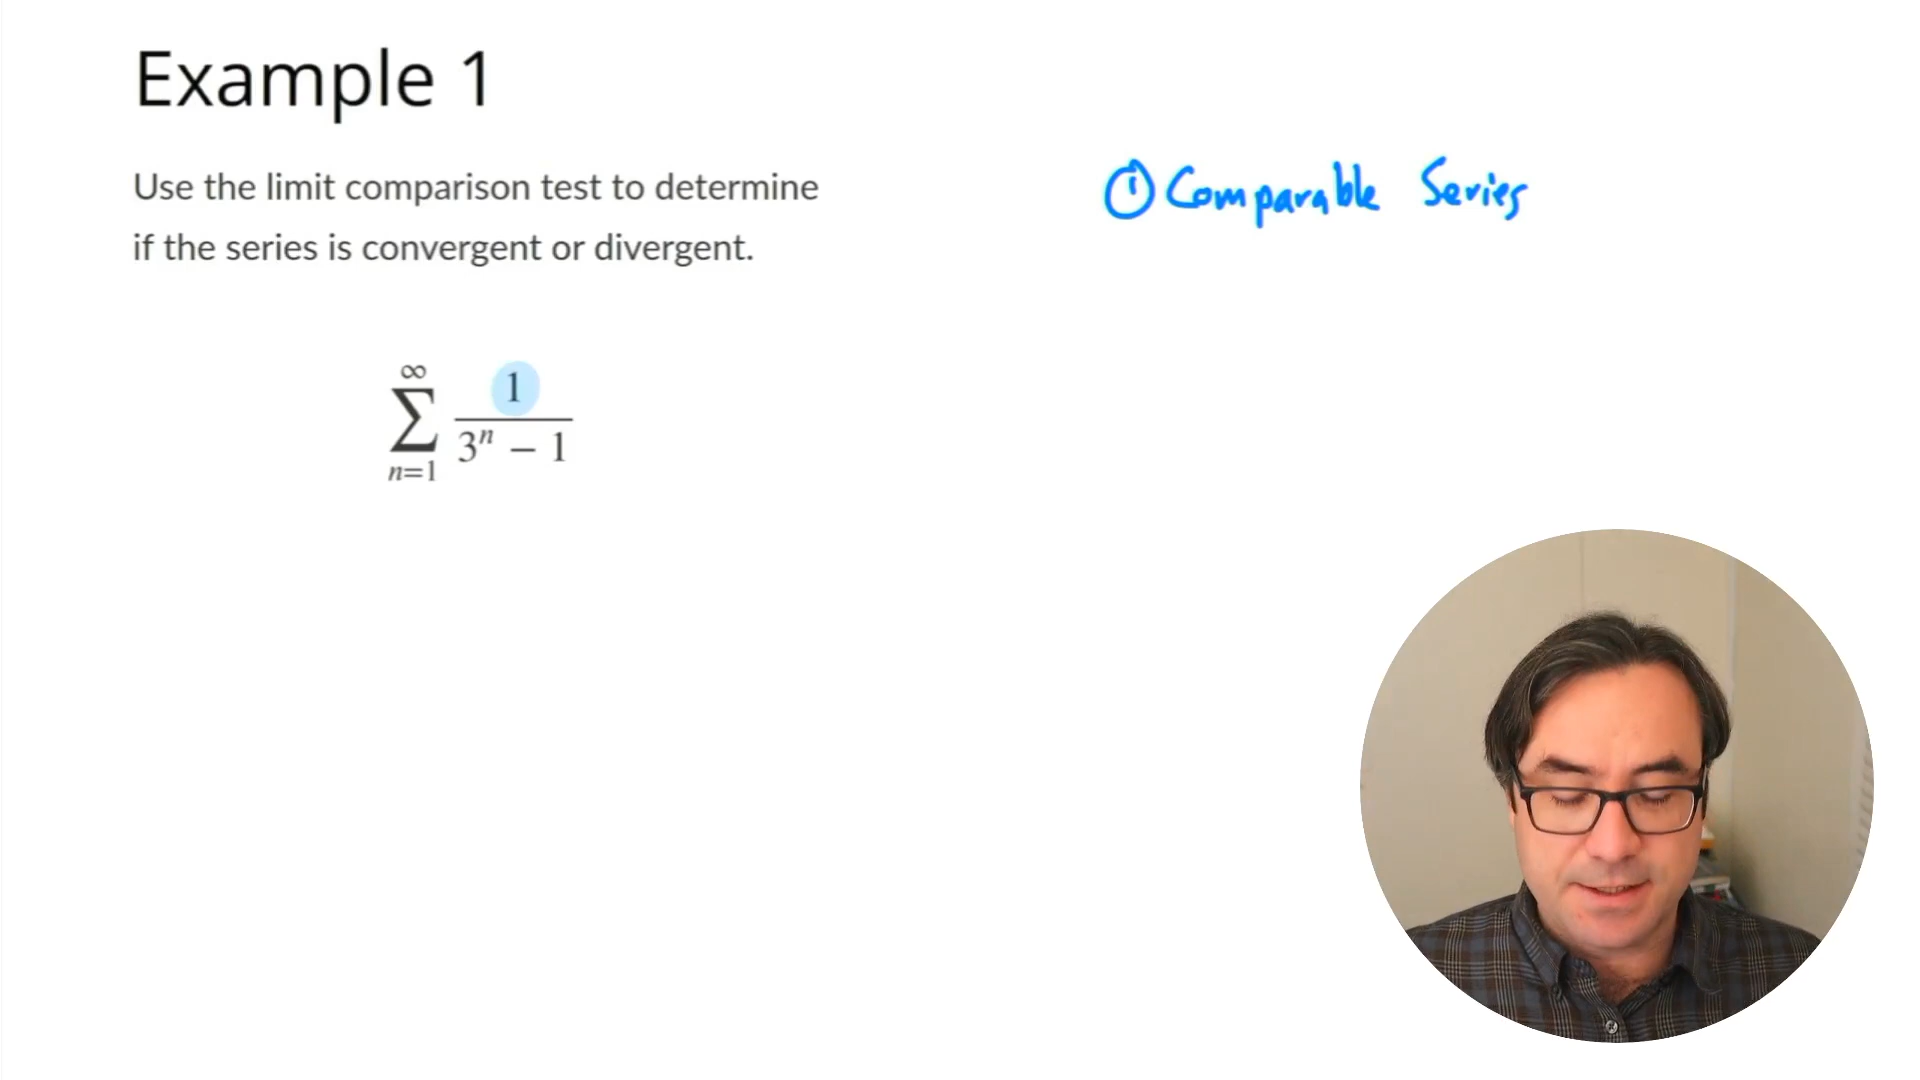 Example 1
Use the limit comparison test to determine
if the series is convergent or divergent.
① Comparable Series
∞
∑ 1 / (3ⁿ − 1)
n=1